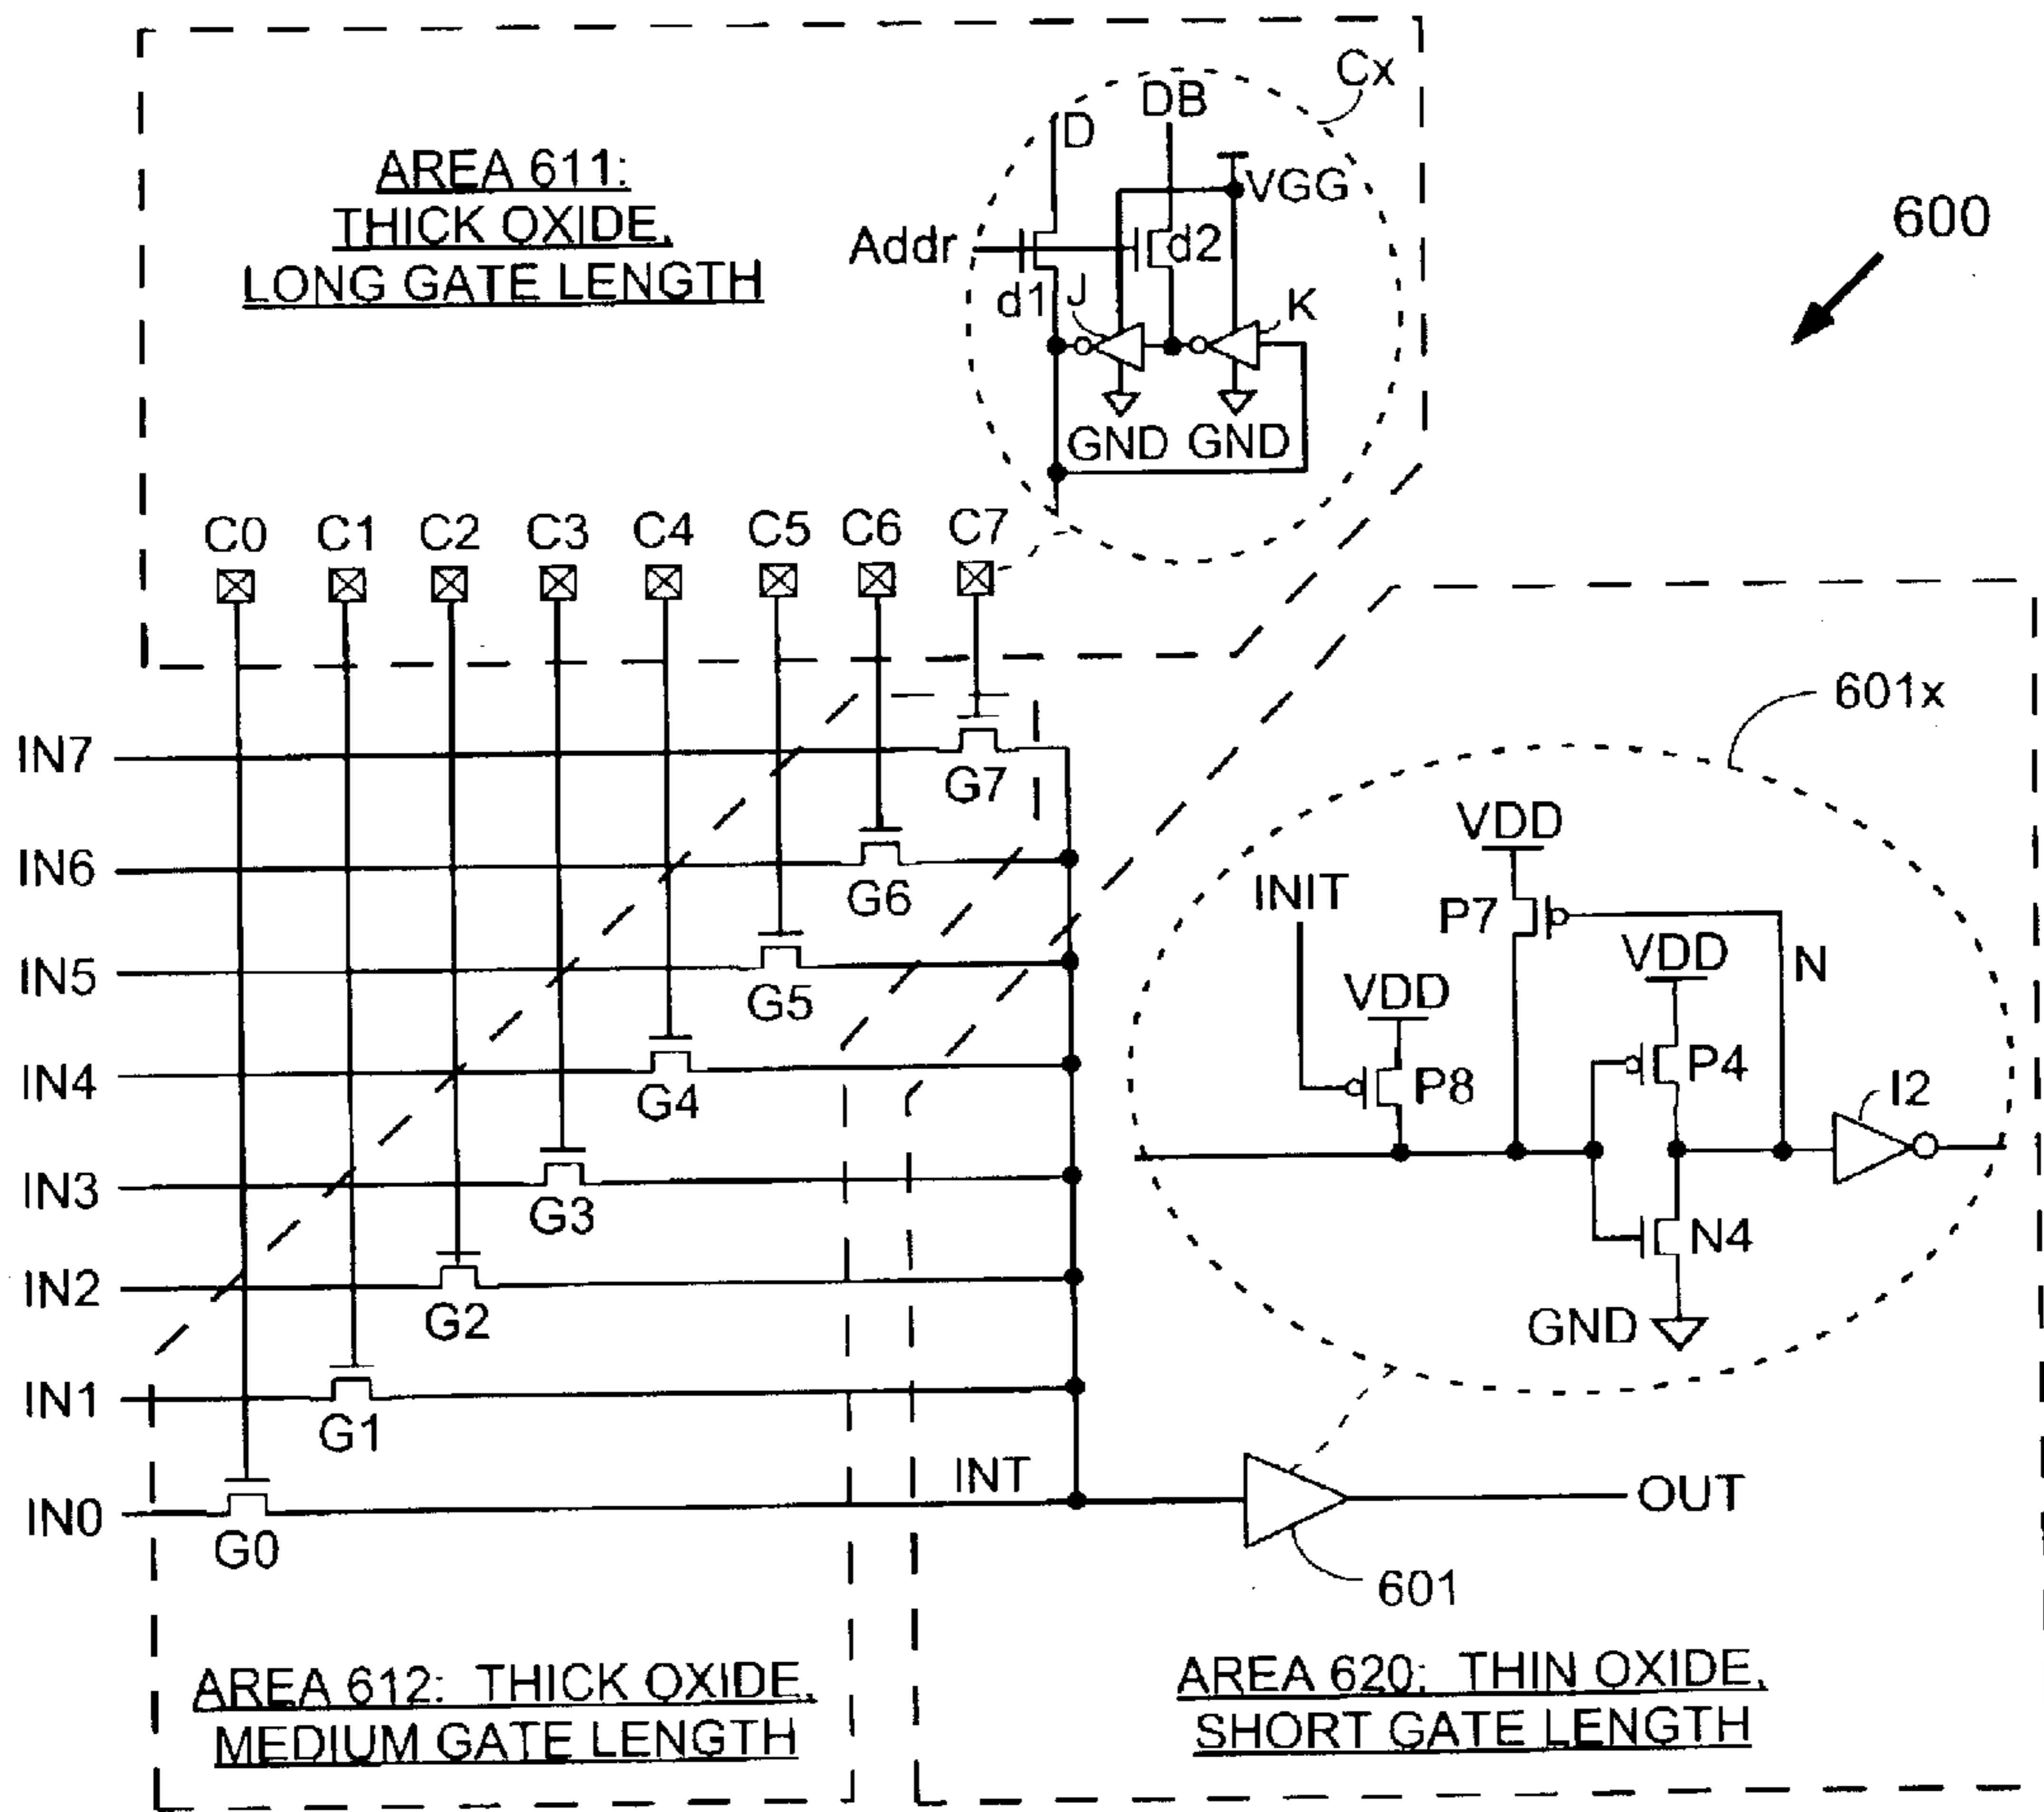 Cx
DB
D
AREA 611:
THICK OXIDE,
LONG GATE LENGTH
VGG
600
Addr
d2
d1
J
K
GND GND
C0 C1 C2 C3 C4 C5 C6 C7
601x
IN7
G7
VDD
IN6
G6
INIT
P7
VDD
N
IN5
G5
VDD
IN4
G4
P8
P4
I2
IN3
G3
N4
IN2
G2
GND
IN1
G1
INT
IN0
G0
OUT
601
AREA 612: THICK OXIDE,
MEDIUM GATE LENGTH
AREA 620: THIN OXIDE,
SHORT GATE LENGTH